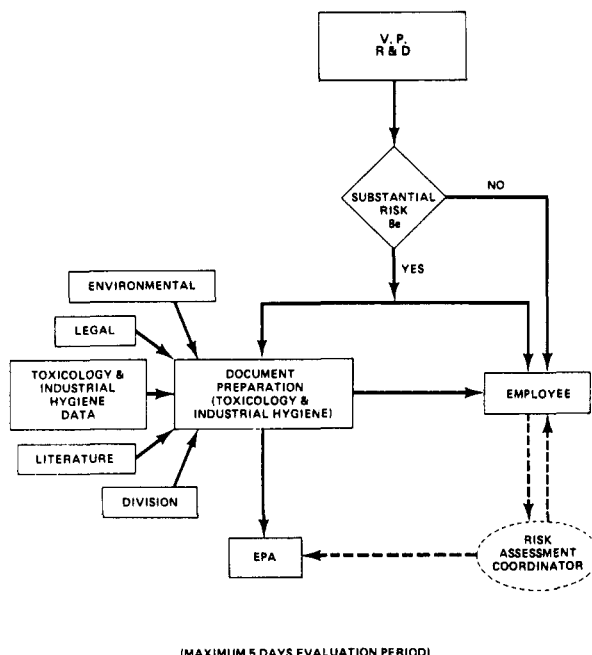 V. P.
R & D
SUBSTANTIAL
RISK
8e
NO
YES
ENVIRONMENTAL
LEGAL
TOXICOLOGY &
INDUSTRIAL
HYGIENE
DATA
LITERATURE
DIVISION
DOCUMENT
PREPARATION
(TOXICOLOGY &
INDUSTRIAL HYGIENE)
EMPLOYEE
EPA
RISK
ASSESSMENT
COORDINATOR
(MAXIMUM 5 DAYS EVALUATION PERIOD)